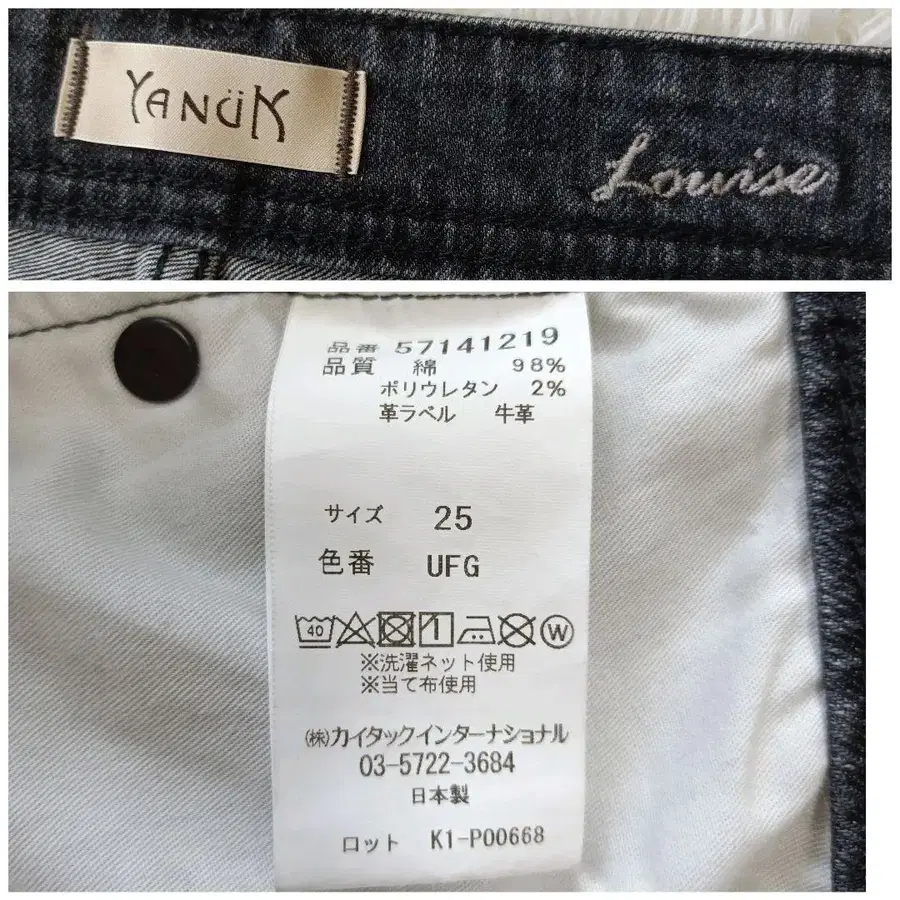 YANÜK
Louise
品番 57141219
品質 綿 98%
ポリウレタン 2%
革ラベル 牛革
サイズ 25
色番 UFG
40 W
※洗濯ネット使用
※当て布使用
㈱カイタックインターナショナル
03-5722-3684
日本製
ロット K1-P00668